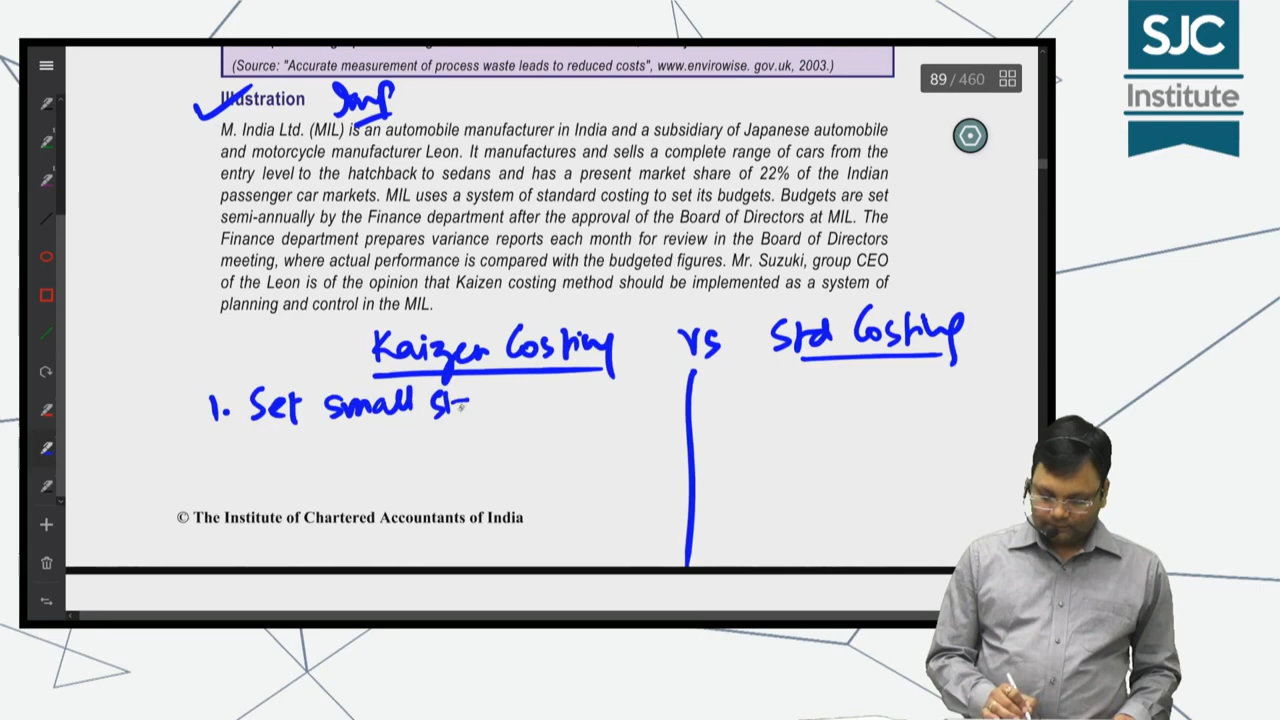 SJC
Institute
(Source: "Accurate measurement of process waste leads to reduced costs", www.envirowise. gov.uk, 2003.)
89 / 460
Illustration Imp
M. India Ltd. (MIL) is an automobile manufacturer in India and a subsidiary of Japanese automobile
and motorcycle manufacturer Leon. It manufactures and sells a complete range of cars from the
entry level to the hatchback to sedans and has a present market share of 22% of the Indian
passenger car markets. MIL uses a system of standard costing to set its budgets. Budgets are set
semi-annually by the Finance department after the approval of the Board of Directors at MIL. The
Finance department prepares variance reports each month for review in the Board of Directors
meeting, where actual performance is compared with the budgeted figures. Mr. Suzuki, group CEO
of the Leon is of the opinion that Kaizen costing method should be implemented as a system of
planning and control in the MIL.
Kaizen Costing vs Std Costing
1. Set small st
© The Institute of Chartered Accountants of India